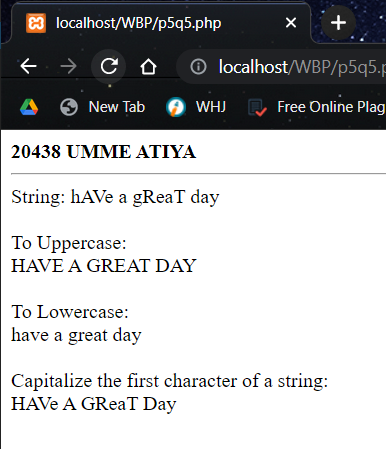 localhost/WBP/p5q5.php
localhost/WBP/p5q5.p
New Tab
WHJ
Free Online Plag
20438 UMME ATIYA
String: hAVe a gReaT day
To Uppercase:
HAVE A GREAT DAY
To Lowercase:
have a great day
Capitalize the first character of a string:
HAVe A GReaT Day